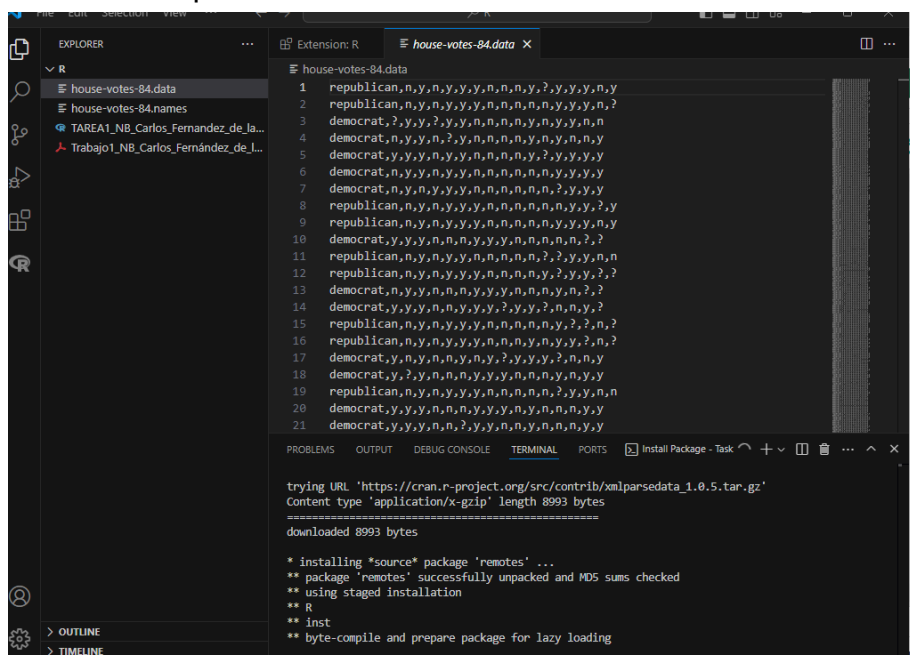 File Edit Selection View ...
EXPLORER ...
Extension: R
house-votes-84.data
R
house-votes-84.data
house-votes-84.names
TAREA1_NB_Carlos_Fernandez_de_la...
Trabajo1_NB_Carlos_Fernández_de_l...
house-votes-84.data
1 republican,n,y,n,y,y,y,n,n,n,y,?,y,y,y,n,y
2 republican,n,y,n,y,y,y,n,n,n,n,n,y,y,y,n,?
3 democrat,?,y,y,?,y,y,n,n,n,n,y,n,y,y,n,n
4 democrat,n,y,y,n,?,y,n,n,n,n,y,n,y,n,n,y
5 democrat,y,y,y,n,y,y,n,n,n,n,y,?,y,y,y,y
6 democrat,n,y,y,n,y,y,n,n,n,n,n,n,y,y,y,y
7 democrat,n,y,n,y,y,y,n,n,n,n,n,n,?,y,y,y
8 republican,n,y,n,y,y,y,n,n,n,n,n,n,y,y,?,y
9 republican,n,y,n,y,y,y,n,n,n,n,n,y,y,y,n,y
10 democrat,y,y,y,n,n,n,y,y,y,n,n,n,n,n,?,?
11 republican,n,y,n,y,y,n,n,n,n,n,?,?,y,y,n,n
12 republican,n,y,n,y,y,y,n,n,n,n,y,?,y,y,?,?
13 democrat,n,y,y,n,n,n,y,y,y,n,n,n,y,n,?,?
14 democrat,y,y,y,n,n,y,y,y,?,y,y,?,n,n,y,?
15 republican,n,y,n,y,y,y,n,n,n,n,n,y,?,?,n,?
16 republican,n,y,n,y,y,y,n,n,n,y,n,y,y,?,n,?
17 democrat,y,n,y,n,n,y,n,y,?,y,y,y,?,n,n,y
18 democrat,y,?,y,n,n,n,y,y,y,n,n,n,y,n,y,y
19 republican,n,y,n,y,y,y,n,n,n,n,n,?,y,y,n,n
20 democrat,y,y,y,n,n,n,y,y,y,n,y,n,n,n,y,y
21 democrat,y,y,y,n,n,?,y,y,n,n,y,n,n,n,y,y
PROBLEMS OUTPUT DEBUG CONSOLE TERMINAL PORTS Install Package - Task
trying URL 'https://cran.r-project.org/src/contrib/xmlparsedata_1.0.5.tar.gz'
Content type 'application/x-gzip' length 8993 bytes
==================================================
downloaded 8993 bytes
* installing *source* package 'remotes' ...
** package 'remotes' successfully unpacked and MD5 sums checked
** using staged installation
** R
** inst
** byte-compile and prepare package for lazy loading
OUTLINE
TIMELINE